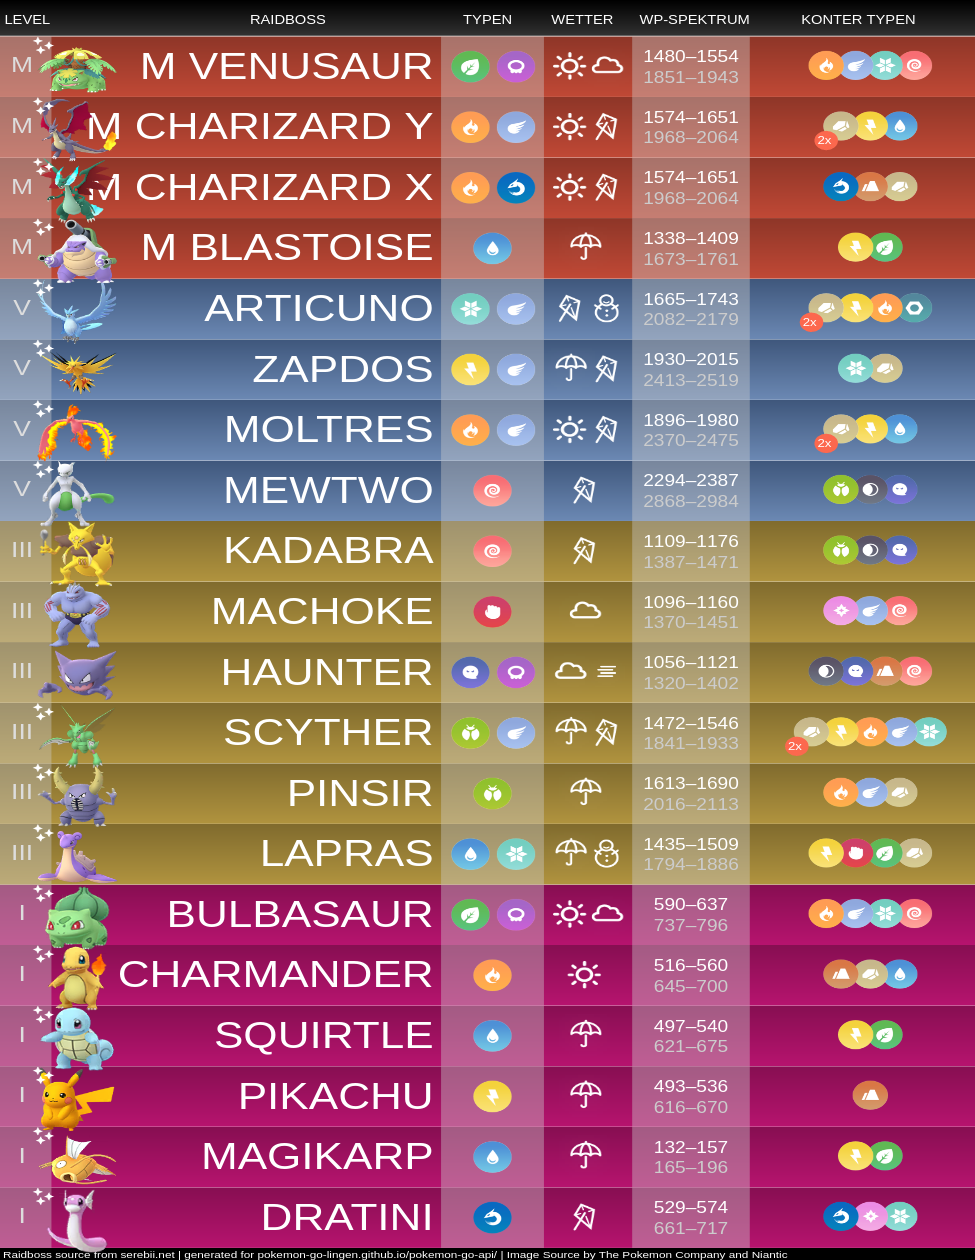 LEVEL RAIDBOSS TYPEN WETTER WP-SPEKTRUM KONTER TYPEN
M M VENUSAUR 1480–1554
1851–1943
M M CHARIZARD Y 1574–1651
1968–2064
2x
M M CHARIZARD X 1574–1651
1968–2064
M M BLASTOISE 1338–1409
1673–1761
V ARTICUNO 1665–1743
2082–2179
2x
V ZAPDOS 1930–2015
2413–2519
V MOLTRES 1896–1980
2370–2475
2x
V MEWTWO 2294–2387
2868–2984
III KADABRA 1109–1176
1387–1471
III MACHOKE 1096–1160
1370–1451
III HAUNTER 1056–1121
1320–1402
III SCYTHER 1472–1546
1841–1933
2x
III PINSIR 1613–1690
2016–2113
III LAPRAS 1435–1509
1794–1886
I BULBASAUR 590–637
737–796
I CHARMANDER 516–560
645–700
I SQUIRTLE 497–540
621–675
I PIKACHU 493–536
616–670
I MAGIKARP 132–157
165–196
I DRATINI 529–574
661–717
Raidboss source from serebii.net | generated for pokemon-go-lingen.github.io/pokemon-go-api/ | Image Source by The Pokemon Company and Niantic